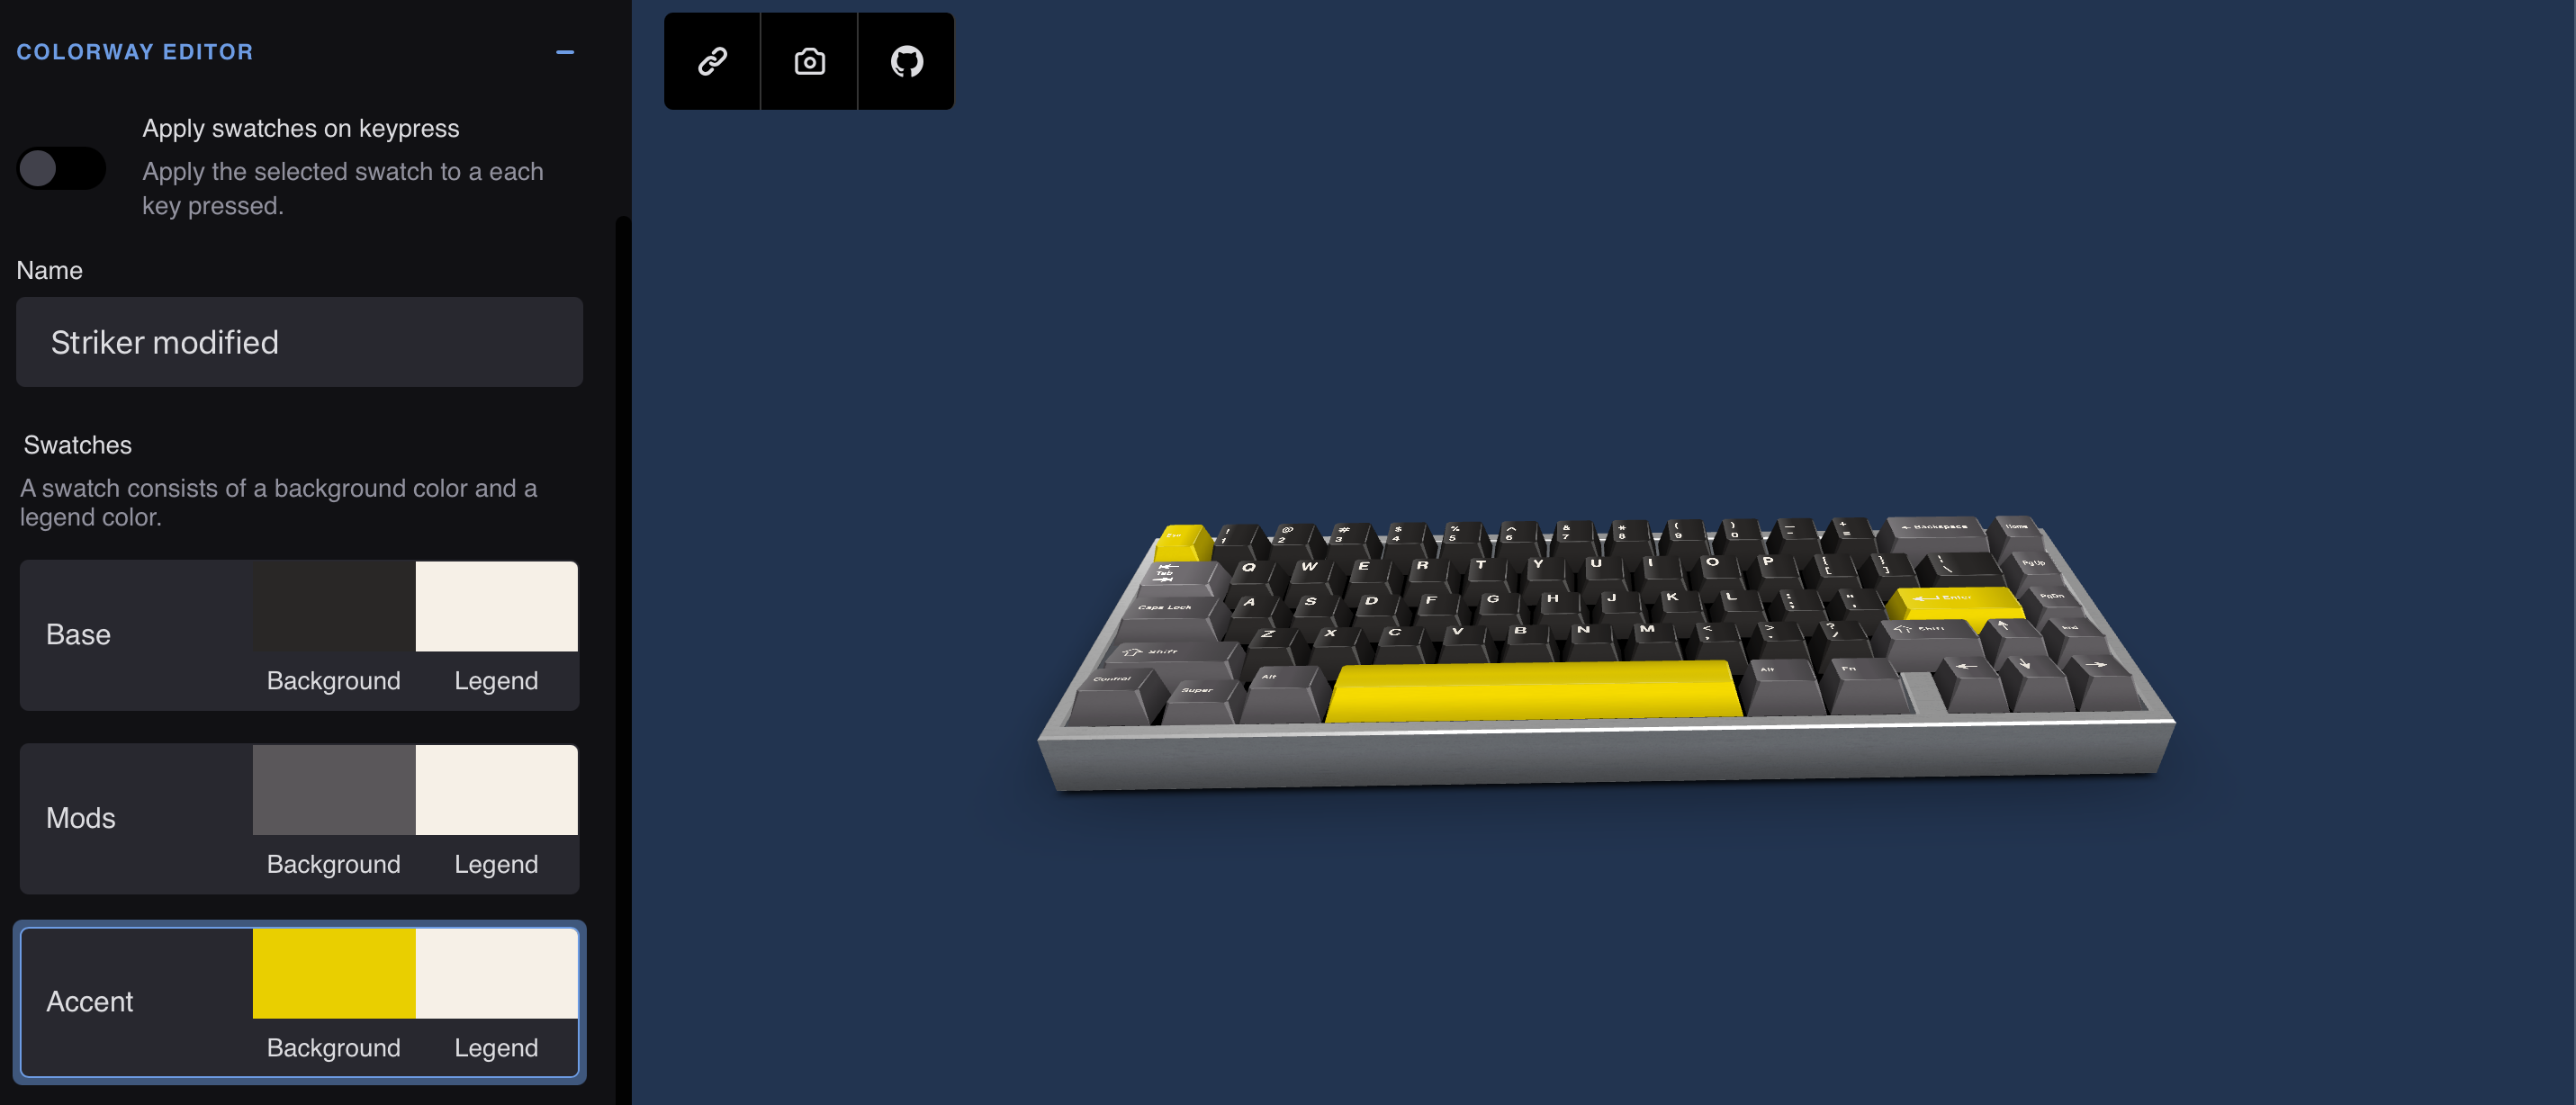 COLORWAY EDITOR
Apply swatches on keypress
Apply the selected swatch to a each
key pressed.
Name
Striker modified
Swatches
A swatch consists of a background color and a
legend color.
Base
Background Legend
Mods
Background Legend
Accent
Background Legend
Esc ! 1 @ 2 # 3 $ 4 % 5 ^ 6 & 7 * 8 ( 9 ) 0 — - + = ← Backspace Home
Tab Q W E R T Y U I O P { [ } ] | \ PgUp
Caps Lock A S D F G H J K L : ; " ' Enter PgDn
Shift Z X C V B N M < , > . ? / Shift ↑ End
Control Super Alt Alt Fn ← ↓ →